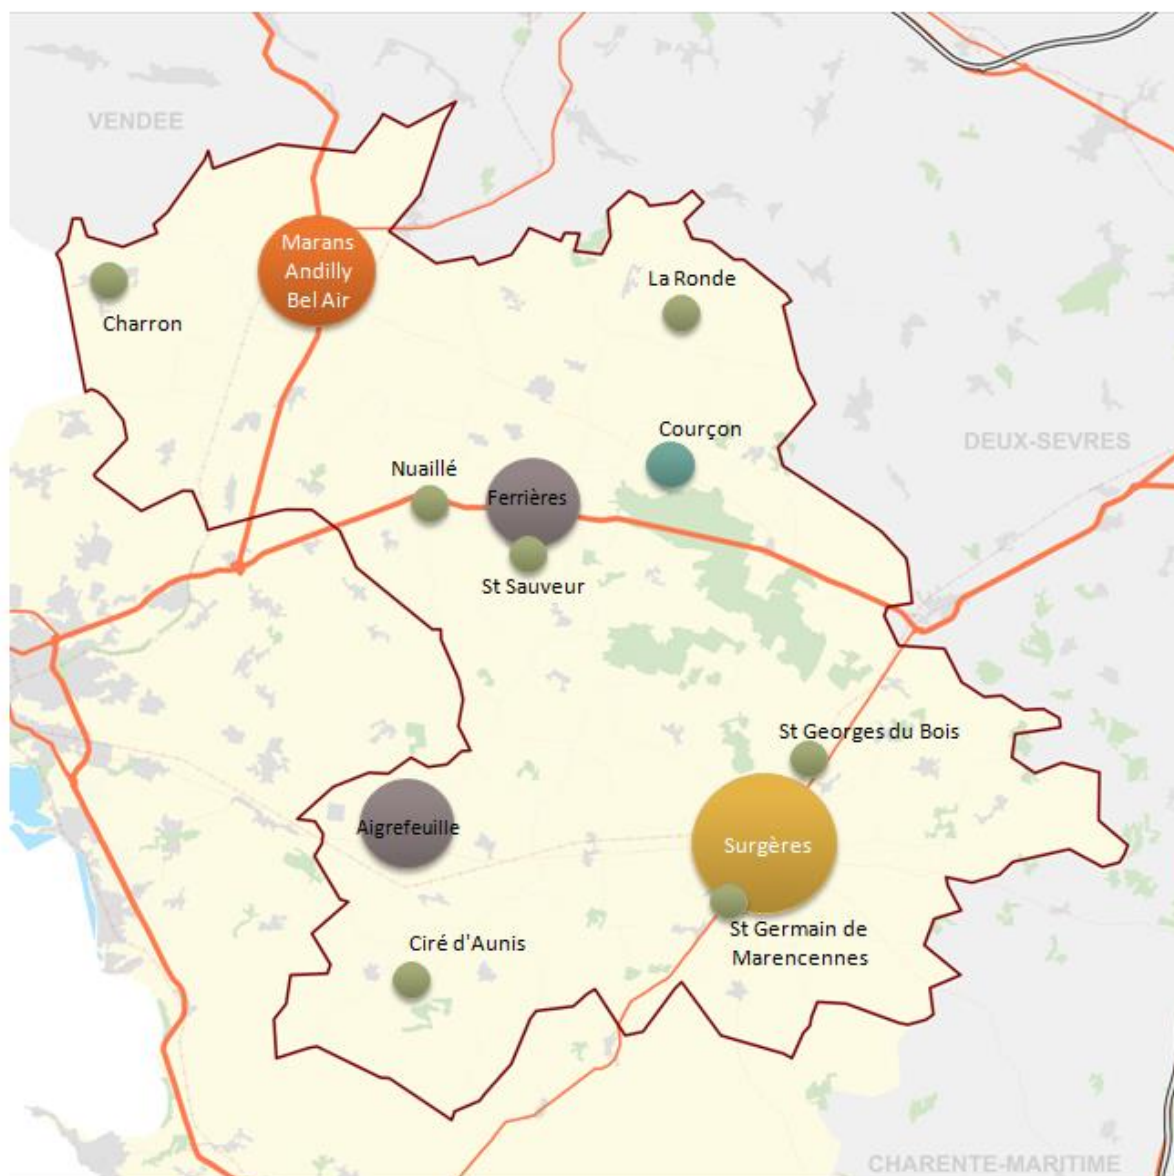 VENDEE
Marans
Andilly
Bel Air
La Ronde
Charron
Courçon
DEUX-SEVRES
Nuaillé
Ferrières
St Sauveur
St Georges du Bois
Aigrefeuille
Surgères
St Germain de
Marencennes
Ciré d'Aunis
CHARENTE-MARITIME